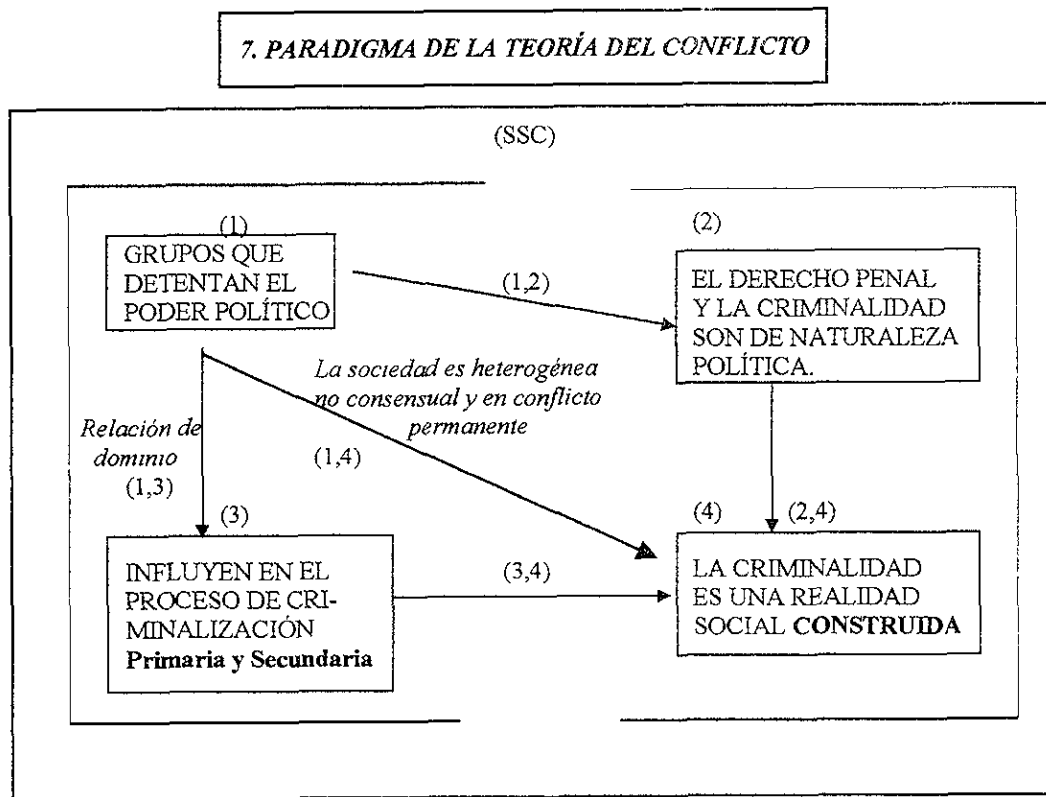 7. PARADIGMA DE LA TEORÍA DEL CONFLICTO
(SSC)
(1)
GRUPOS QUE
DETENTAN EL
PODER POLÍTICO
(1,2)
(2)
EL DERECHO PENAL
Y LA CRIMINALIDAD
SON DE NATURALEZA
POLÍTICA.
La sociedad es heterogénea
no consensual y en conflicto
permanente
(1,4)
Relación de
dominio
(1,3)
(3)
INFLUYEN EN EL
PROCESO DE CRI-
MINALIZACIÓN
Primaria y Secundaria
(3,4)
(4)
(2,4)
LA CRIMINALIDAD
ES UNA REALIDAD
SOCIAL CONSTRUIDA